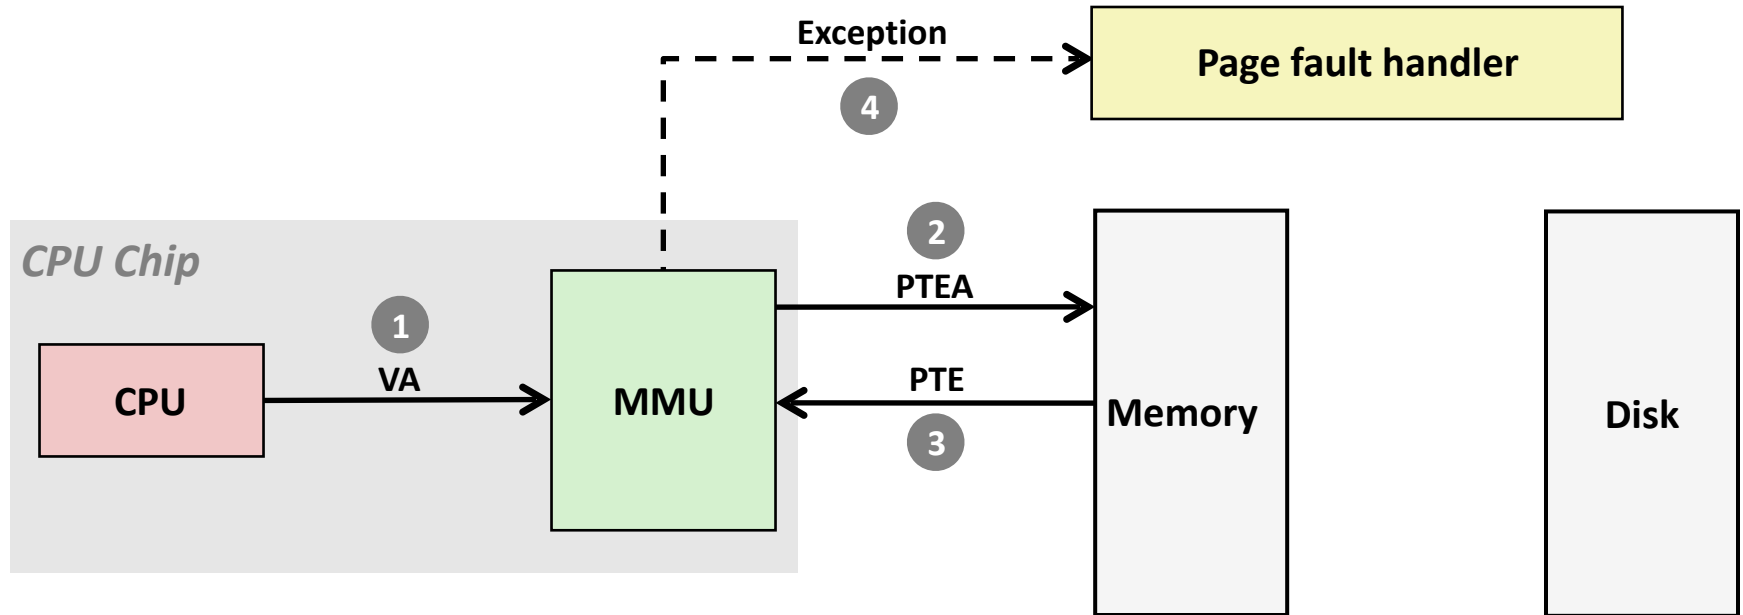 Exception
Page fault handler
4
CPU Chip
2
PTEA
1
VA
CPU
MMU
PTE
3
Memory
Disk